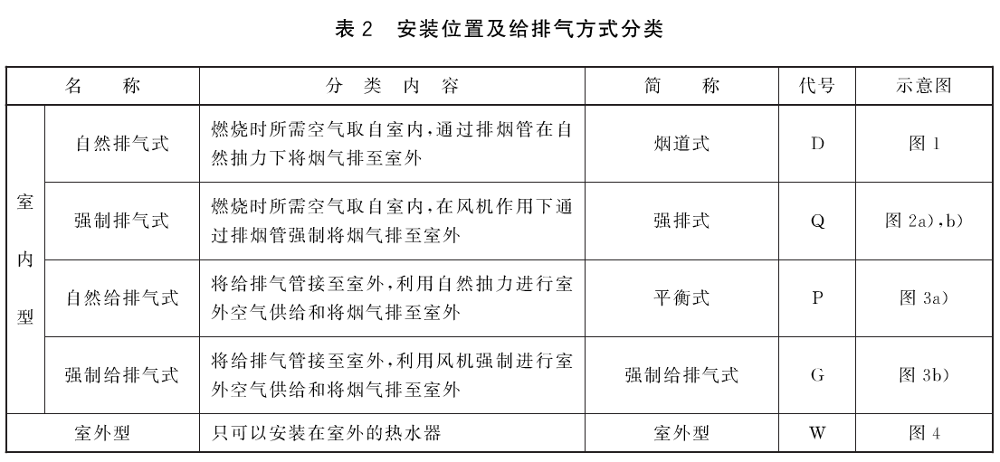 表 2 安装位置及给排气方式分类
名 称 分 类 内 容 简 称 代号 示意图
室内型
自然排气式 燃烧时所需空气取自室内,通过排烟管在自
然抽力下将烟气排至室外 烟道式 D 图 1
强制排气式 燃烧时所需空气取自室内,在风机作用下通
过排烟管强制将烟气排至室外 强排式 Q 图 2a),b)
自然给排气式 将给排气管接至室外,利用自然抽力进行室
外空气供给和将烟气排至室外 平衡式 P 图 3a)
强制给排气式 将给排气管接至室外,利用风机强制进行室
外空气供给和将烟气排至室外 强制给排气式 G 图 3b)
室外型 只可以安装在室外的热水器 室外型 W 图 4